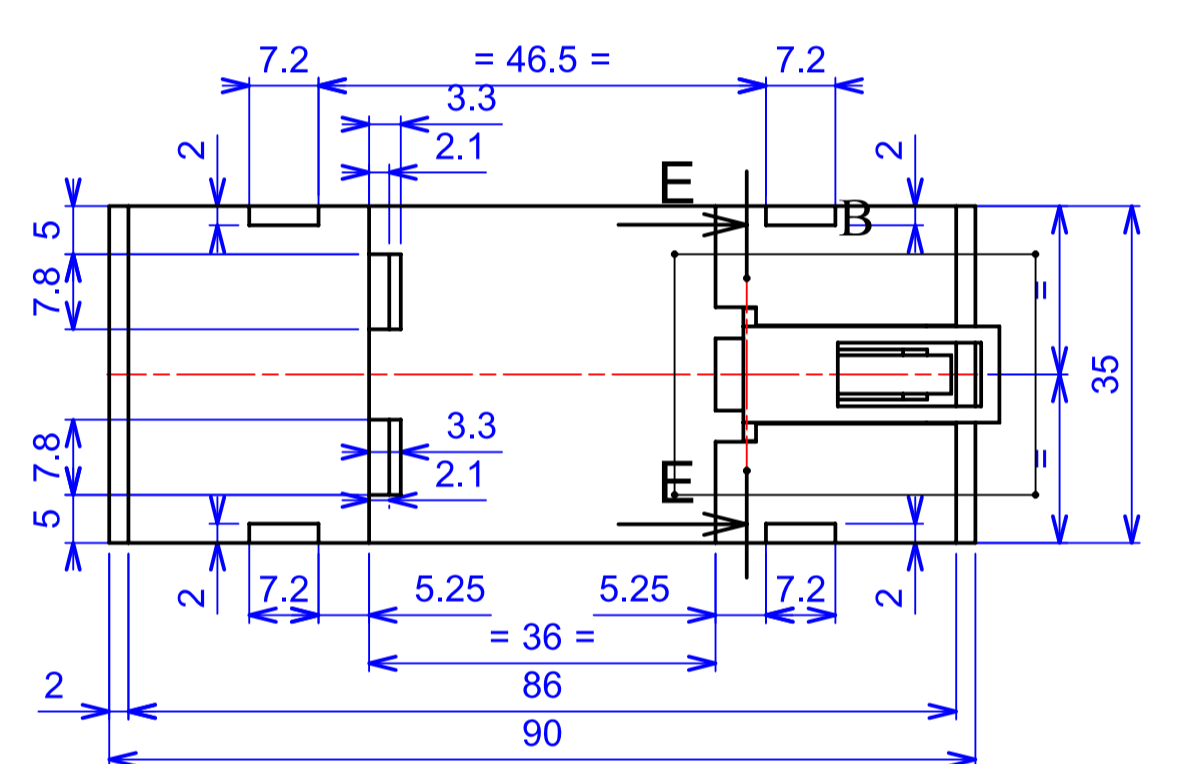 7.2 = 46.5 = 7.2
3.3
2 2.1 2
E
B
5
7.8 =
35
7.8 3.3 =
2.1
E
5
2 7.2 5.25 5.25 7.2 2
= 36 =
2 86
90